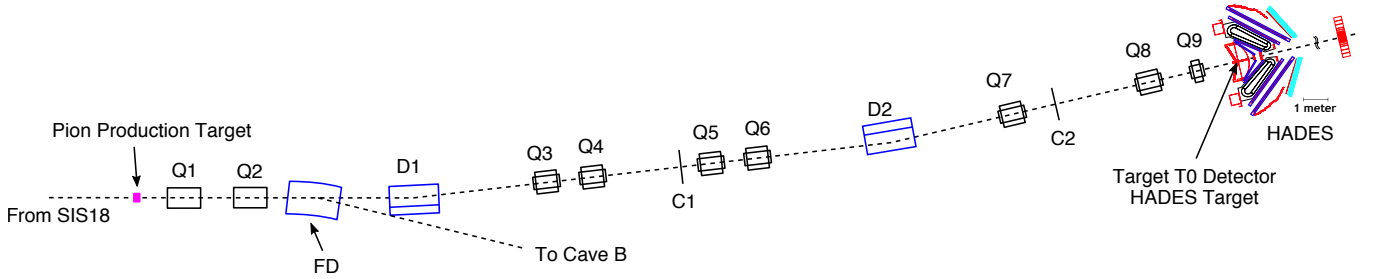 Pion Production Target
From SIS18
Q1
Q2
FD
D1
To Cave B
Q3
Q4
C1
Q5
Q6
D2
Q7
C2
Q8
Q9
1 meter
HADES
Target T0 Detector
HADES Target